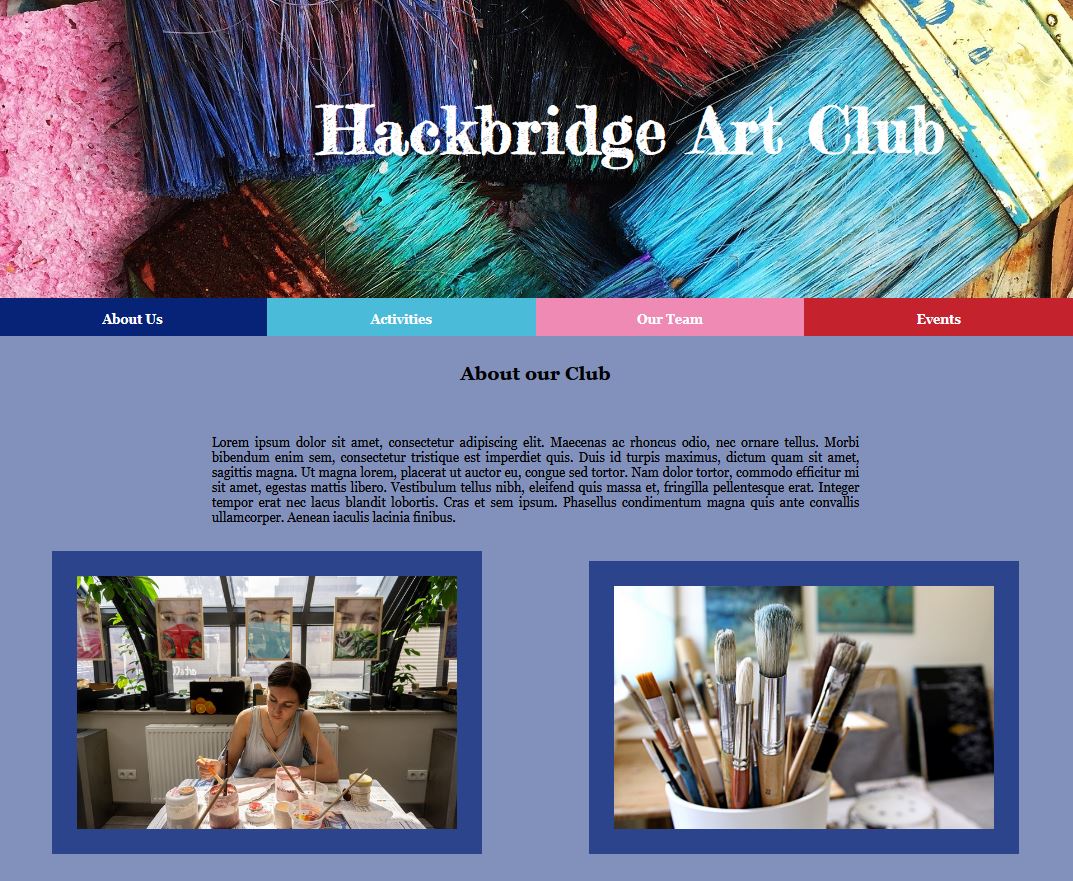 Hackbridge Art Club
About Us
Activities
Our Team
Events
About our Club
Lorem ipsum dolor sit amet, consectetur adipiscing elit. Maecenas ac rhoncus odio, nec ornare tellus. Morbi
bibendum enim sem, consectetur tristique est imperdiet quis. Duis id turpis maximus, dictum quam sit amet,
sagittis magna. Ut magna lorem, placerat ut auctor eu, congue sed tortor. Nam dolor tortor, commodo efficitur mi
sit amet, egestas mattis libero. Vestibulum tellus nibh, eleifend quis massa et, fringilla pellentesque erat. Integer
tempor erat nec lacus blandit lobortis. Cras et sem ipsum. Phasellus condimentum magna quis ante convallis
ullamcorper. Aenean iaculis lacinia finibus.